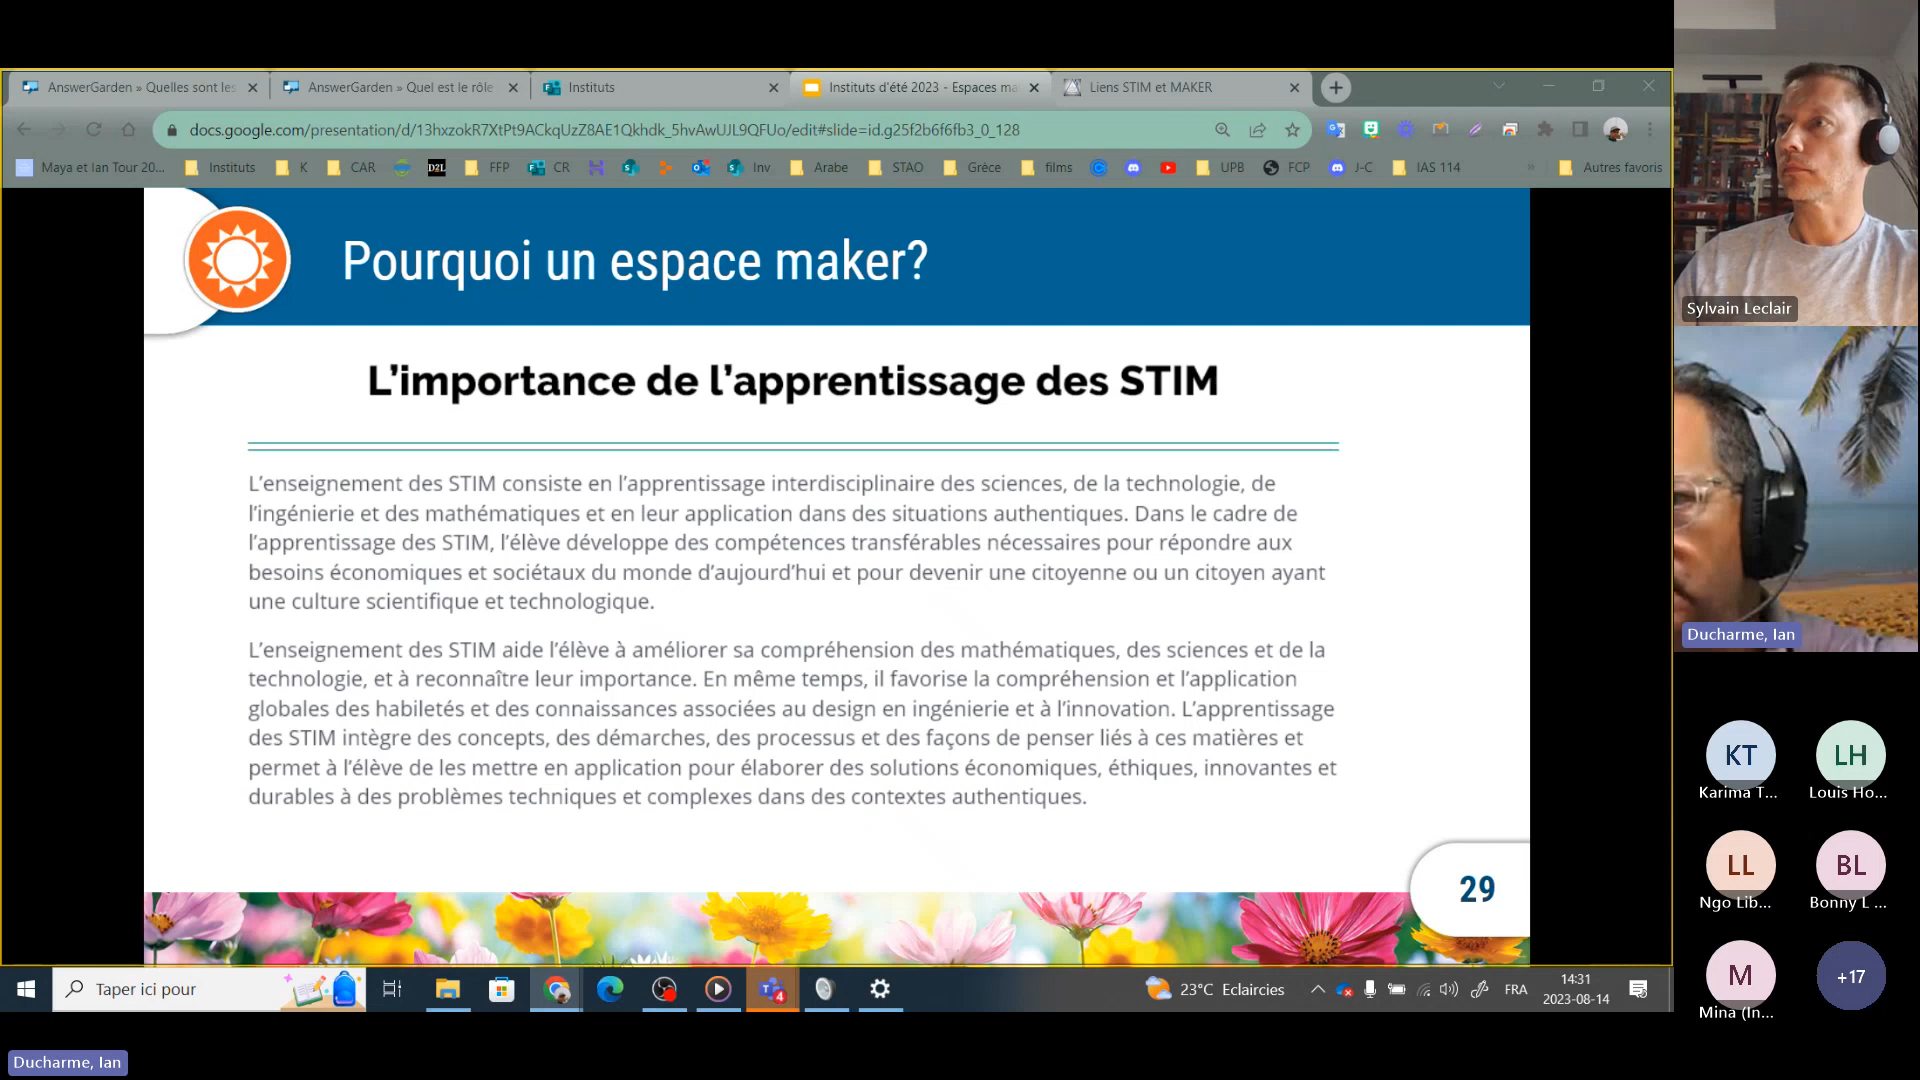 AnswerGarden » Quelles sont les
AnswerGarden » Quel est le rôle
Instituts
Instituts d'été 2023 - Espaces ma
Liens STIM et MAKER
docs.google.com/presentation/d/13hxzokR7XtPt9ACkqUzZ8AE1Qkhdk_5hvAwUJL9QFUo/edit#slide=id.g25f2b6f6fb3_0_128
Maya et Ian Tour 20... Instituts K CAR D2L FFP CR Inv Arabe STAO Grèce films UPB FCP J-C IAS 114 » Autres favoris
Pourquoi un espace maker?
L'importance de l'apprentissage des STIM
L'enseignement des STIM consiste en l'apprentissage interdisciplinaire des sciences, de la technologie, de
l'ingénierie et des mathématiques et en leur application dans des situations authentiques. Dans le cadre de
l'apprentissage des STIM, l'élève développe des compétences transférables nécessaires pour répondre aux
besoins économiques et sociétaux du monde d'aujourd'hui et pour devenir une citoyenne ou un citoyen ayant
une culture scientifique et technologique.
L'enseignement des STIM aide l'élève à améliorer sa compréhension des mathématiques, des sciences et de la
technologie, et à reconnaître leur importance. En même temps, il favorise la compréhension et l'application
globales des habiletés et des connaissances associées au design en ingénierie et à l'innovation. L'apprentissage
des STIM intègre des concepts, des démarches, des processus et des façons de penser liés à ces matières et
permet à l'élève de les mettre en application pour élaborer des solutions économiques, éthiques, innovantes et
durables à des problèmes techniques et complexes dans des contextes authentiques.
29
Taper ici pour
4
23°C Eclaircies
FRA
14:31
2023-08-14
Sylvain Leclair
Ducharme, Ian
KT LH
Karima T... Louis Ho...
LL BL
Ngo Lib... Bonny L ...
M +17
Mina (In...
Ducharme, Ian